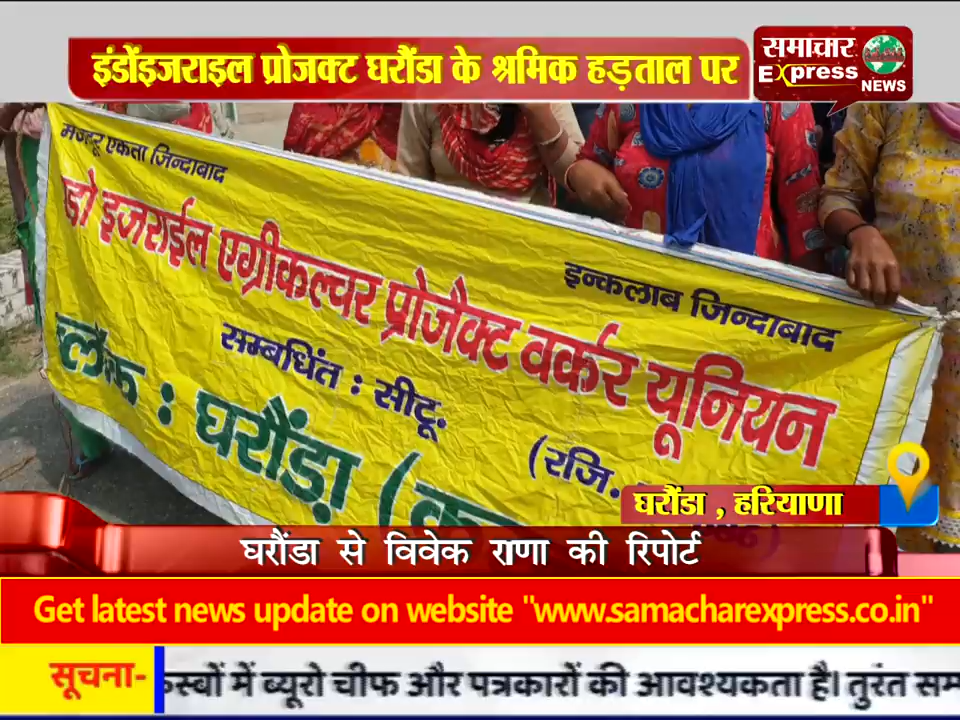 इंडोंइजराइल प्रोजक्ट घरौंडा के श्रमिक हड़ताल पर
समाचार
Express
NEWS
मजदूर एकता जिन्दाबाद
इन्कलाब जिन्दाबाद
डो इजराईल एग्रीकल्चर प्रोजैक्ट वर्कर यूनियन
सम्बधिंत : सीटू.
(रजि.
ब्लॉक : घरौंड़ा (
घरौंडा , हरियाणा
घरौंडा से विवेक राणा की रिपोर्ट
Get latest news update on website "www.samacharexpress.co.in"
सूचना- कस्बों में ब्यूरो चीफ और पत्रकारों की आवश्यकता है। तुरंत सम्प